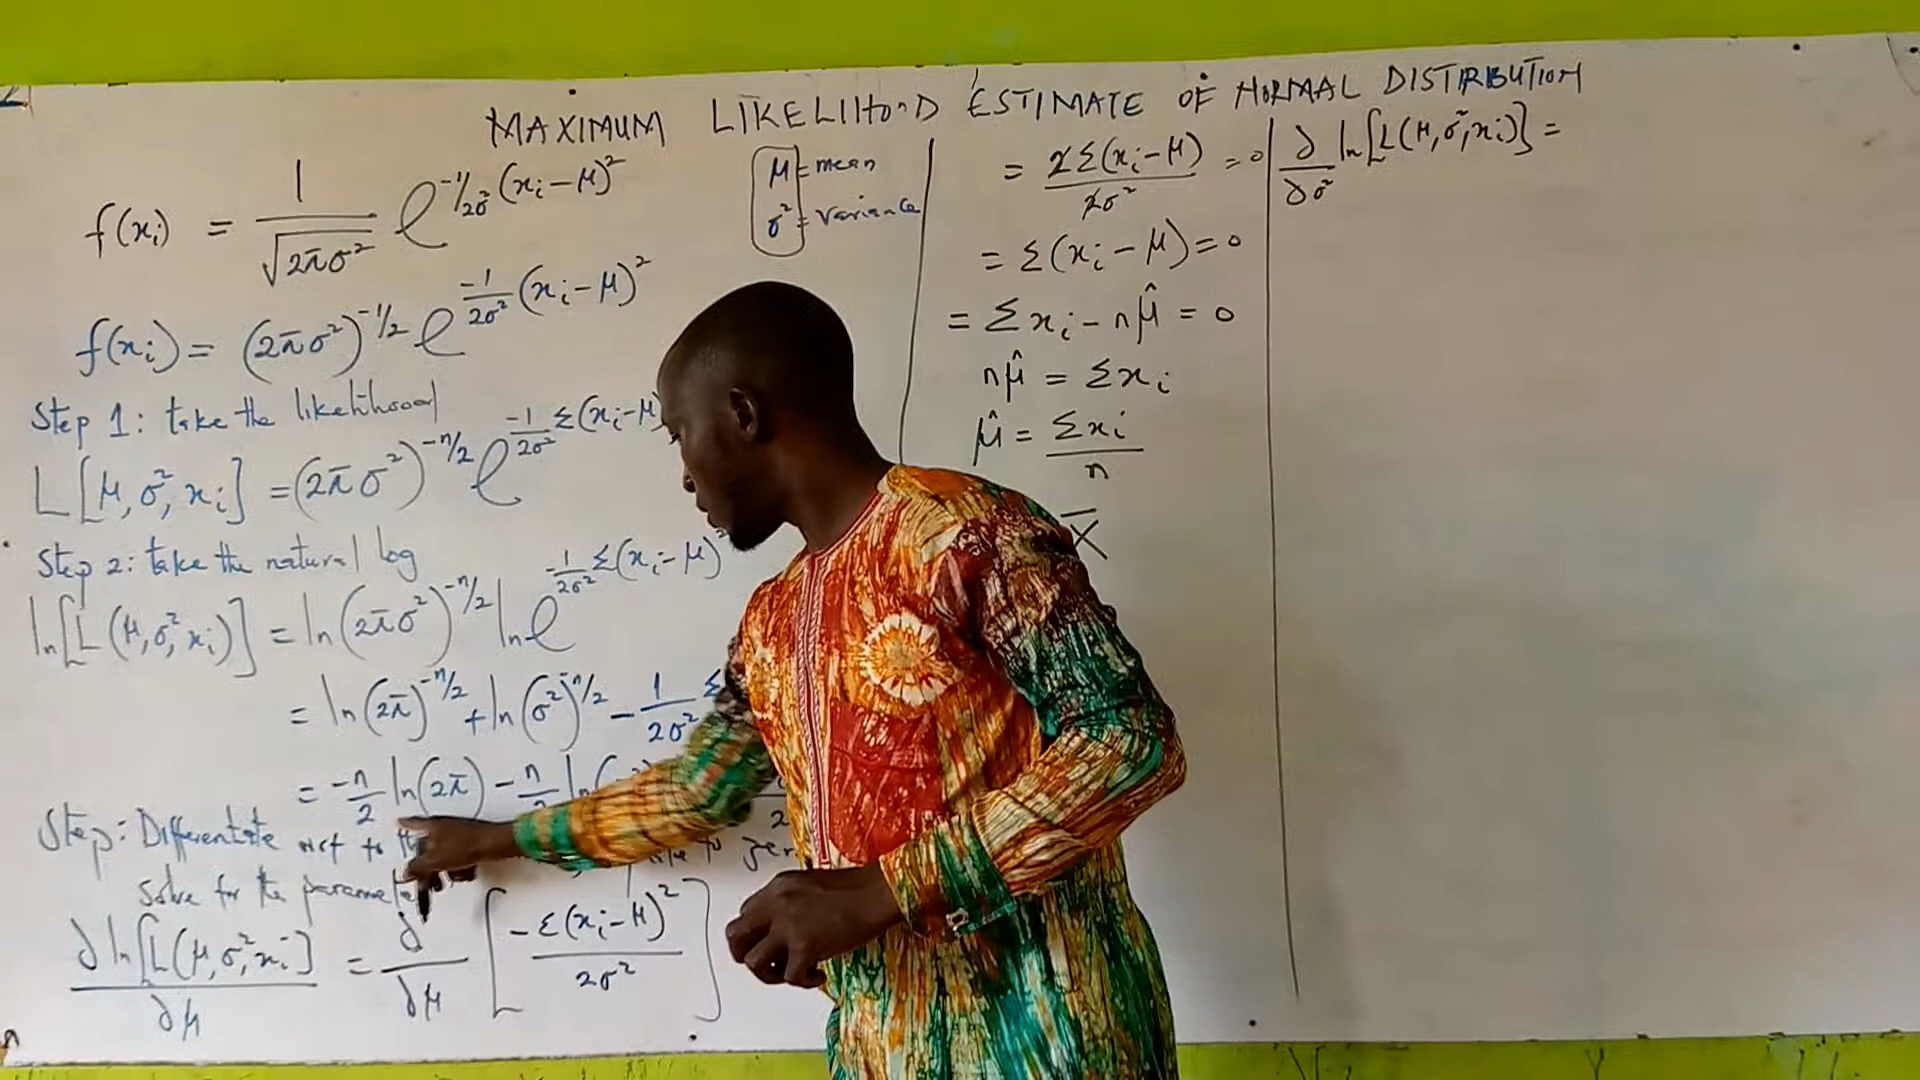 MAXIMUM LIKELIHOOD ESTIMATE OF NORMAL DISTRIBUTION
f(xᵢ) = 1/√(2πσ²) e^(-1/2σ² (xᵢ-μ)²)
μ = mean
σ² = variance
f(xᵢ) = (2πσ²)^(-1/2) e^(-1/2σ² (xᵢ-μ)²)
Step 1: take the likelihood
L[μ, σ², xᵢ] = (2πσ²)^(-n/2) e^(-1/2σ² Σ(xᵢ-μ)
Step 2: take the natural log
ln[L(μ, σ², xᵢ)] = ln(2πσ²)^(-n/2) ln e^(-1/2σ² Σ(xᵢ-μ)²)
= ln(2π)^(-n/2) + ln(σ²)^(-n/2) - 1/2σ² Σ
= -n/2 ln(2π) - n/2 ln(
Step: Differentiate wrt to
Solve for the paramete
∂ ln[L(μ, σ², xᵢ] / ∂μ = ∂/∂μ [-Σ(xᵢ-μ)² / 2σ²]
= 2Σ(xᵢ-μ) / 2σ² = 0
= Σ(xᵢ-μ) = 0
= Σxᵢ - nμ̂ = 0
nμ̂ = Σxᵢ
μ̂ = Σxᵢ / n
X̄
∂/∂σ² ln[L(μ, σ², xᵢ)] =